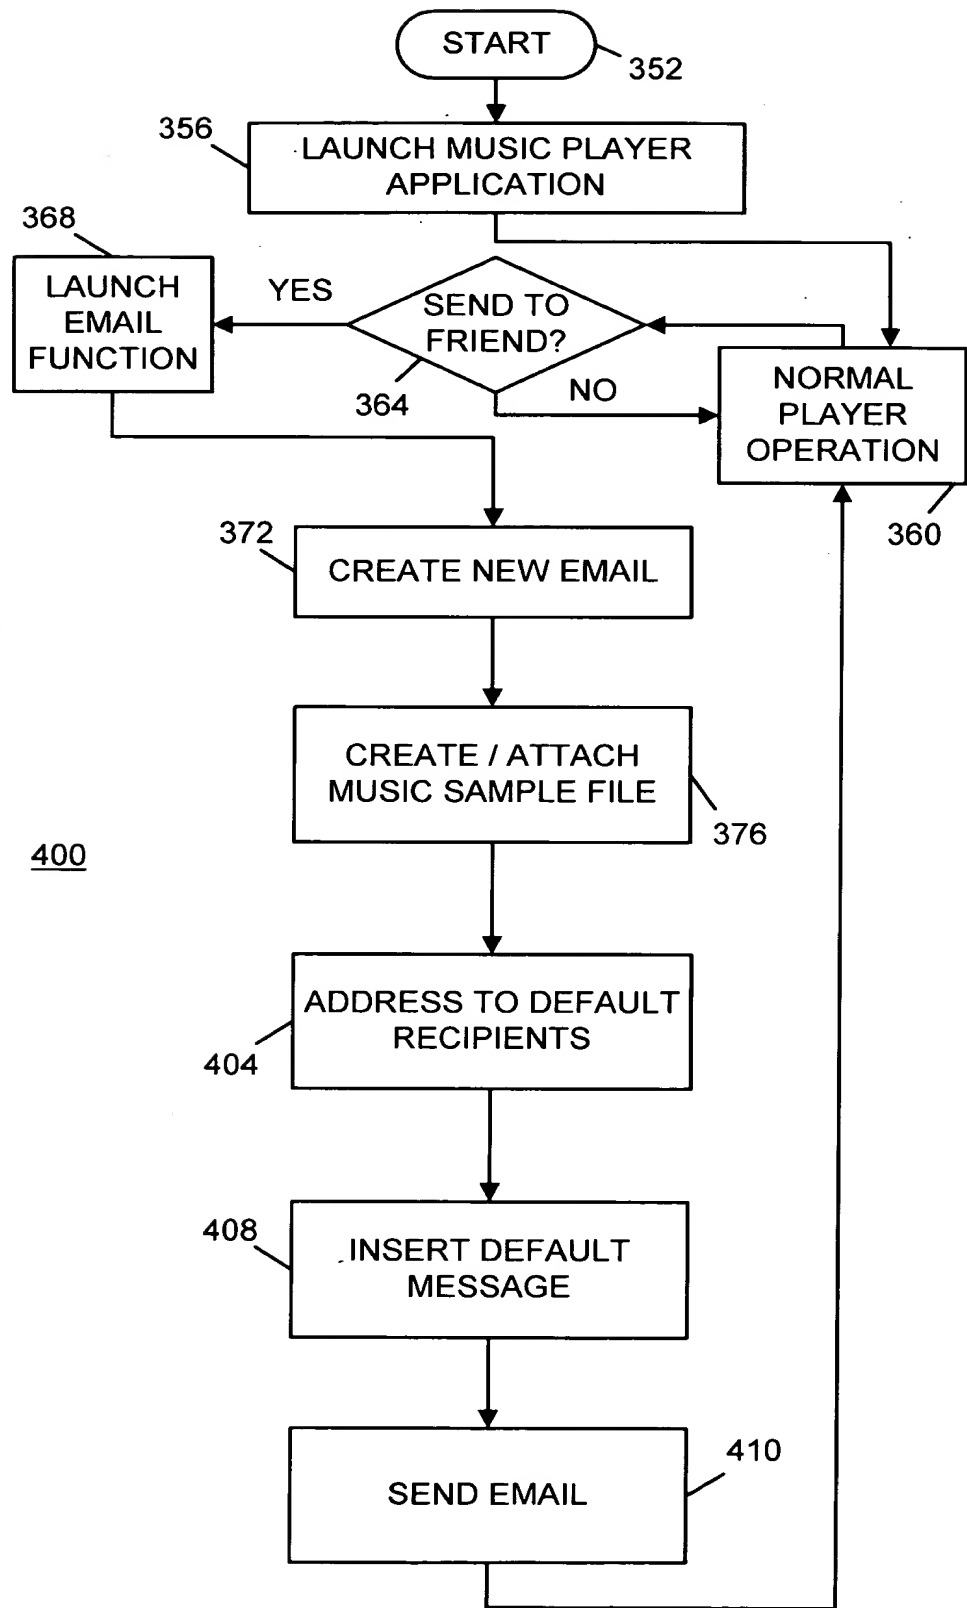 START
352
356
LAUNCH MUSIC PLAYER
APPLICATION
368
LAUNCH
EMAIL
FUNCTION
YES
SEND TO
FRIEND?
364
NO
NORMAL
PLAYER
OPERATION
360
372
CREATE NEW EMAIL
CREATE / ATTACH
MUSIC SAMPLE FILE
376
400
ADDRESS TO DEFAULT
RECIPIENTS
404
408
INSERT DEFAULT
MESSAGE
410
SEND EMAIL